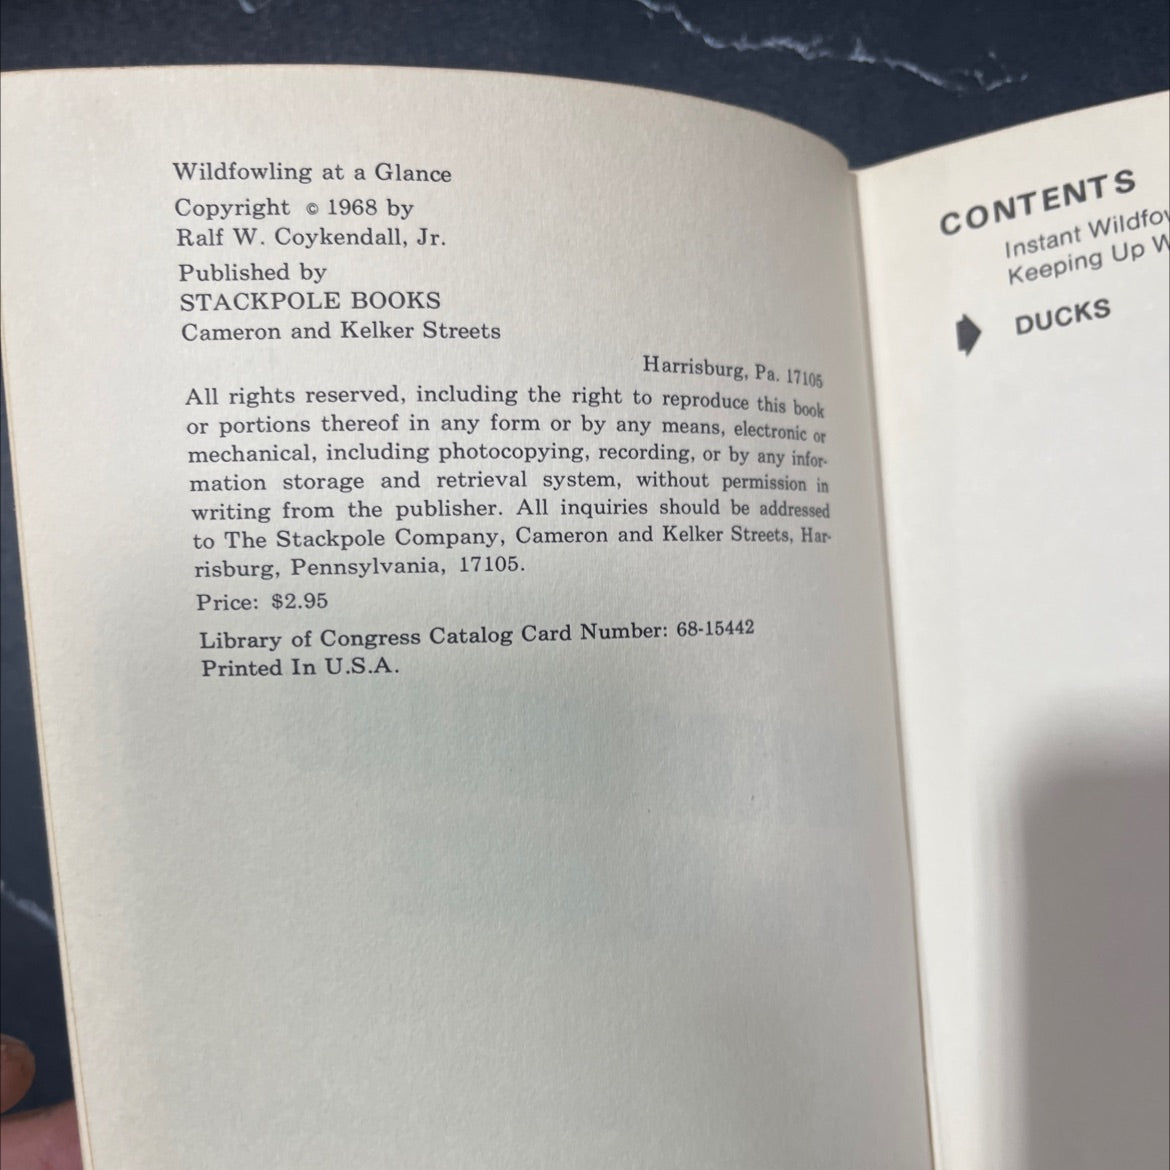 Wildfowling at a Glance
Copyright © 1968 by
Ralf W. Coykendall, Jr.
Published by
STACKPOLE BOOKS
Cameron and Kelker Streets
Harrisburg, Pa. 17105
All rights reserved, including the right to reproduce this book
or portions thereof in any form or by any means, electronic or
mechanical, including photocopying, recording, or by any infor-
mation storage and retrieval system, without permission in
writing from the publisher. All inquiries should be addressed
to The Stackpole Company, Cameron and Kelker Streets, Har-
risburg, Pennsylvania, 17105.
Price: $2.95
Library of Congress Catalog Card Number: 68-15442
Printed In U.S.A.
CONTENTS
Instant
Keeping Up
DUCKS